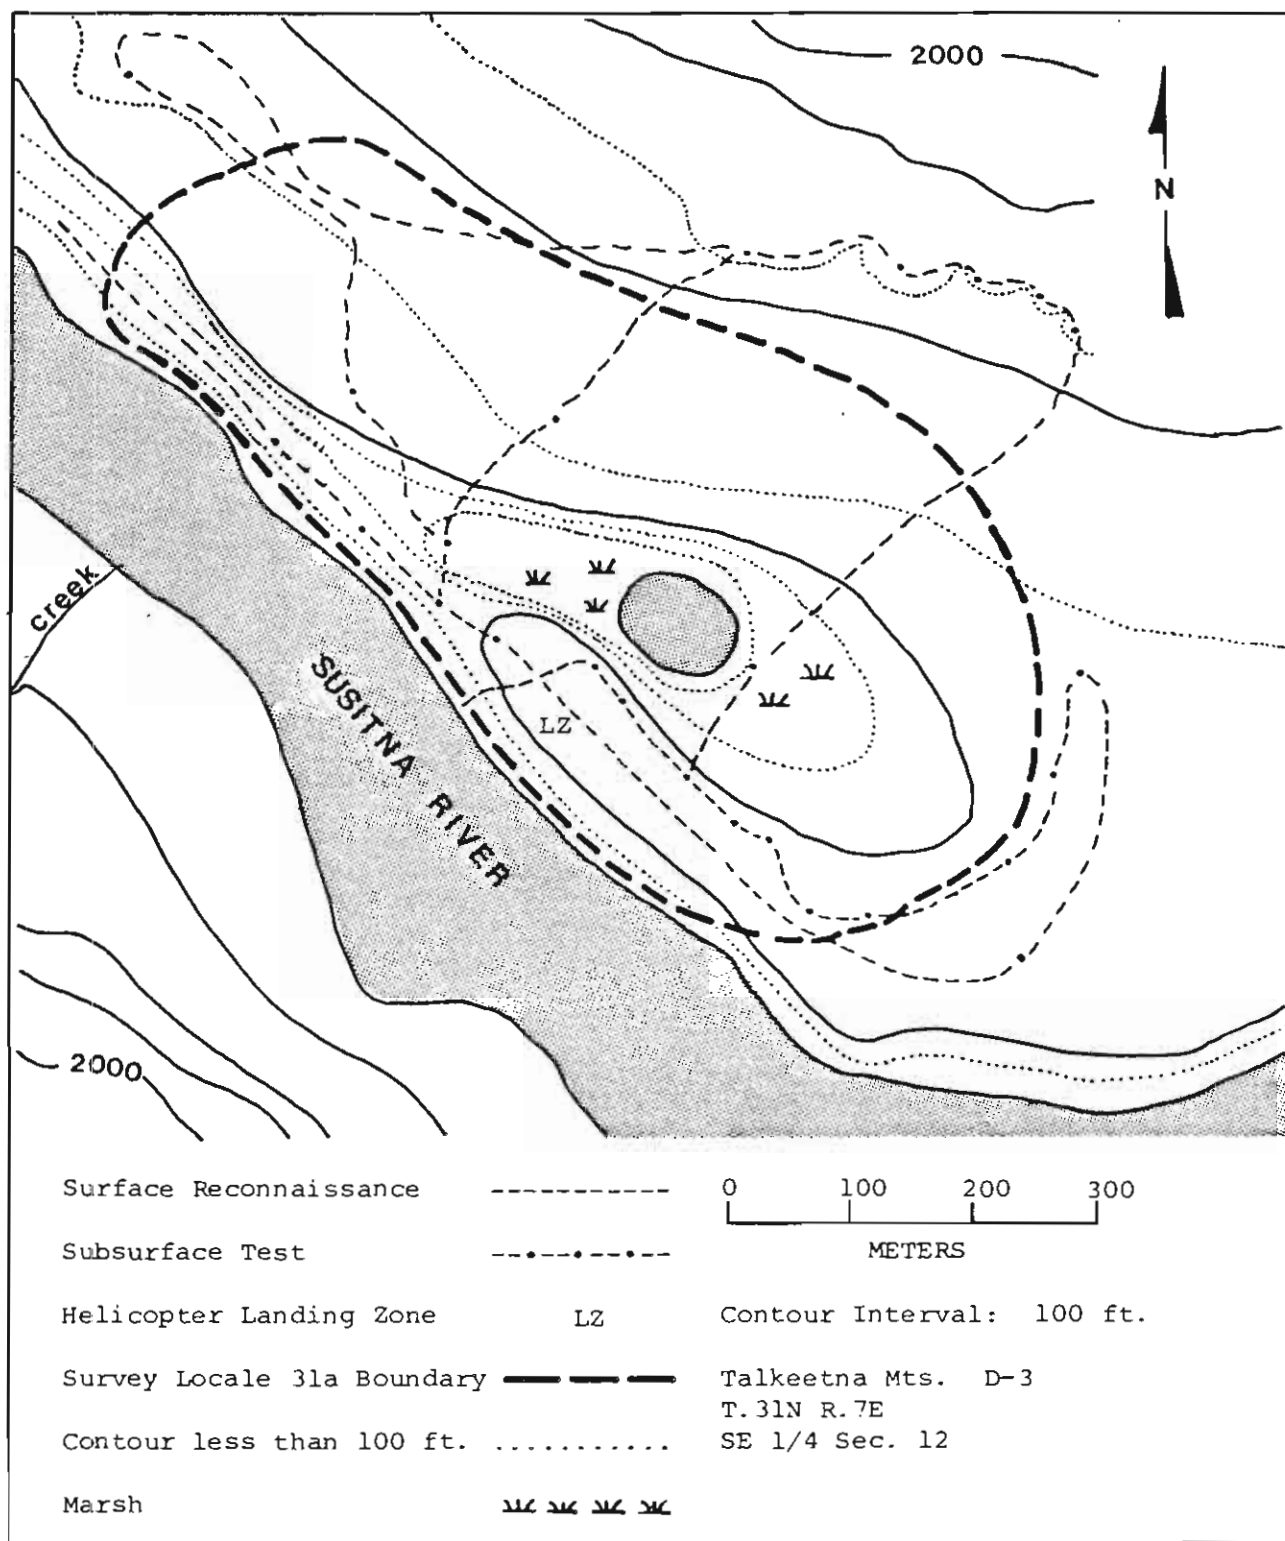 2000
N
creek
SUSITNA RIVER
LZ
2000
Surface Reconnaissance
0 100 200 300
METERS
Subsurface Test
Helicopter Landing Zone LZ
Contour Interval: 100 ft.
Survey Locale 31a Boundary
Talkeetna Mts. D-3
T.31N R.7E
SE 1/4 Sec. 12
Contour less than 100 ft.
Marsh